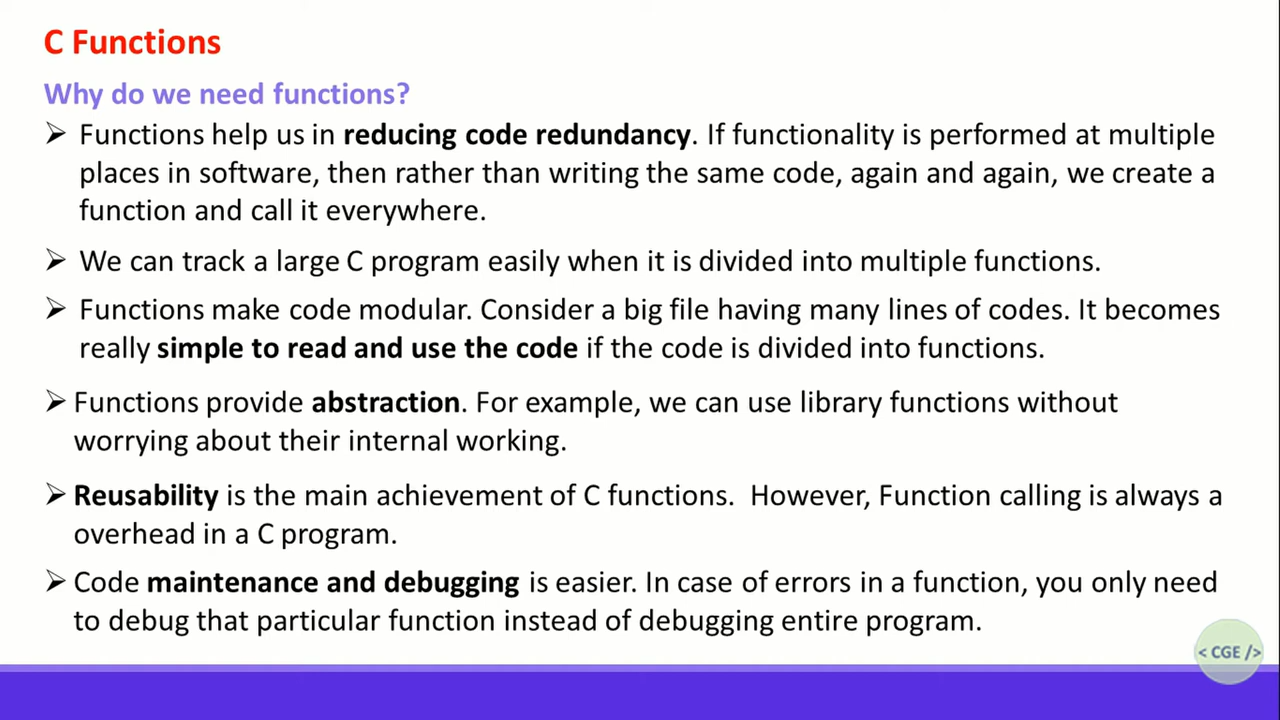 C Functions
Why do we need functions?
➢ Functions help us in reducing code redundancy. If functionality is performed at multiple
places in software, then rather than writing the same code, again and again, we create a
function and call it everywhere.
➢ We can track a large C program easily when it is divided into multiple functions.
➢ Functions make code modular. Consider a big file having many lines of codes. It becomes
really simple to read and use the code if the code is divided into functions.
➢ Functions provide abstraction. For example, we can use library functions without
worrying about their internal working.
➢ Reusability is the main achievement of C functions.  However, Function calling is always a
overhead in a C program.
➢ Code maintenance and debugging is easier. In case of errors in a function, you only need
to debug that particular function instead of debugging entire program.
< CGE />